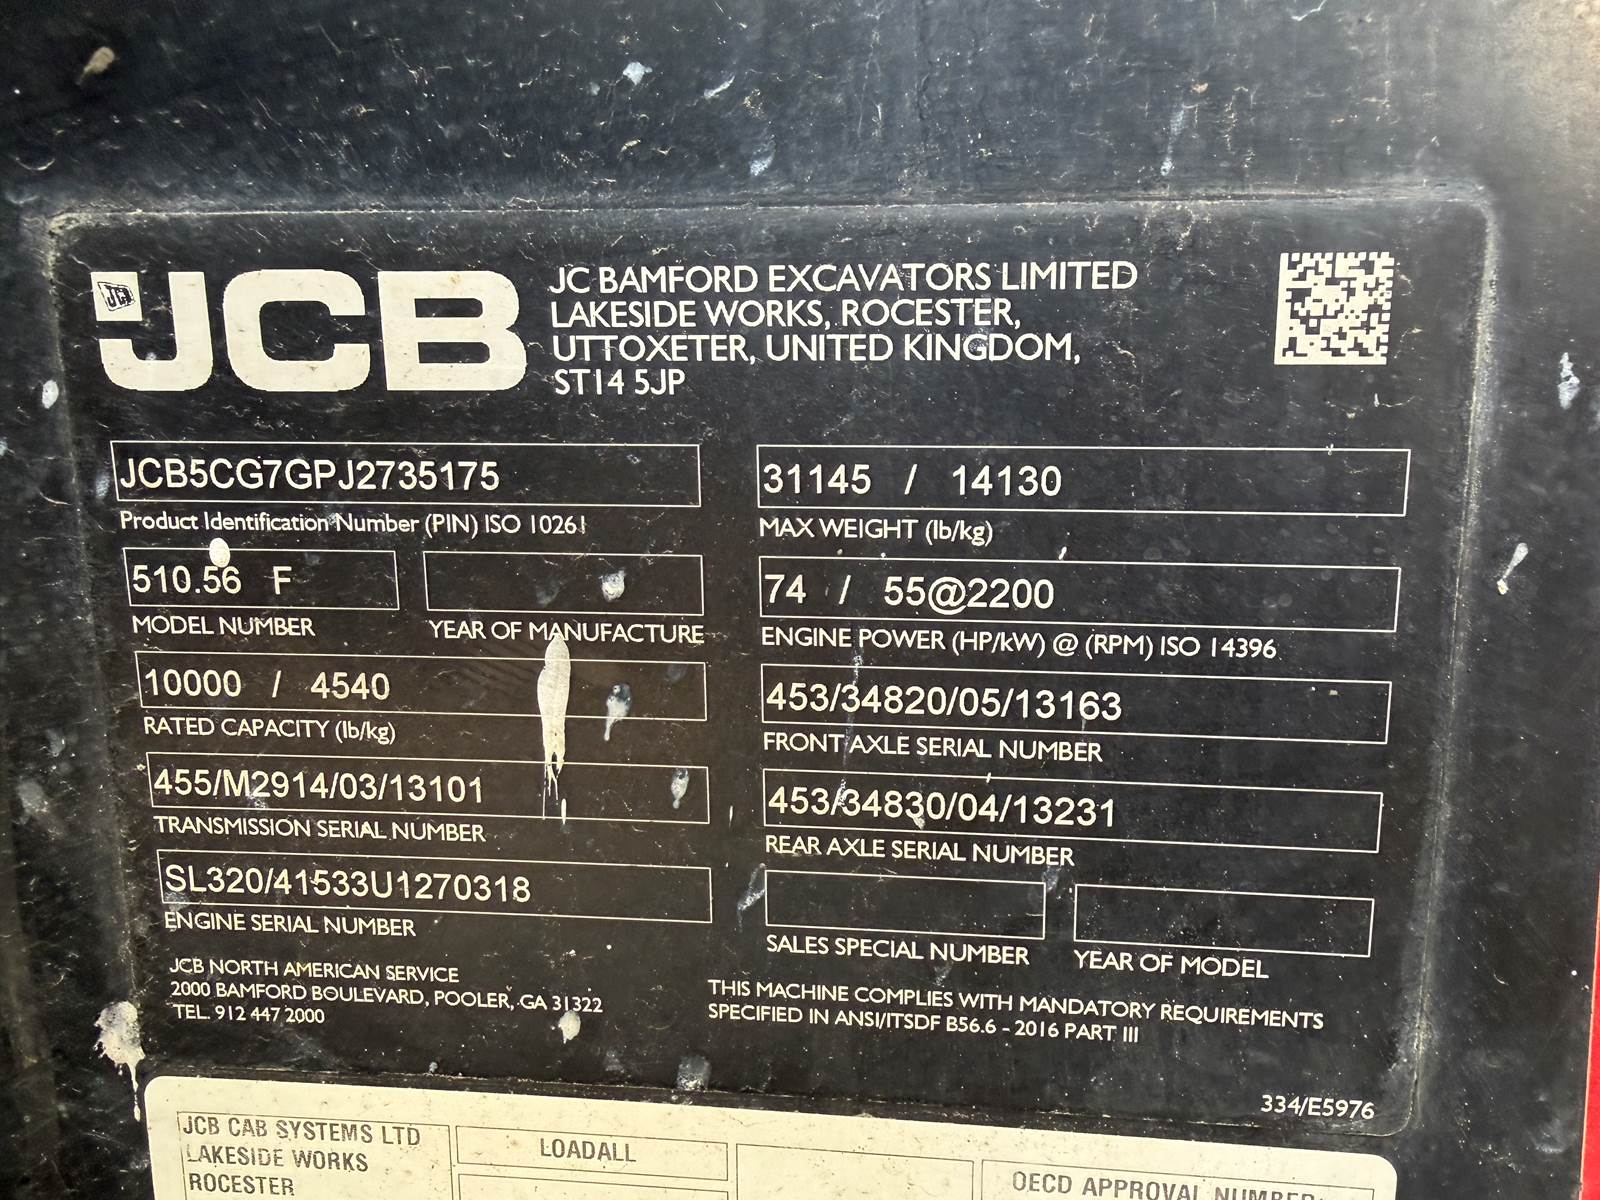 JCB
JCB
JC BAMFORD EXCAVATORS LIMITED
LAKESIDE WORKS, ROCESTER,
UTTOXETER, UNITED KINGDOM,
ST14 5JP
JCB5CG7GPJ2735175
Product Identification Number (PIN) ISO 10261
510.56 F
MODEL NUMBER
YEAR OF MANUFACTURE
10000 / 4540
RATED CAPACITY (lb/kg)
455/M2914/03/13101
TRANSMISSION SERIAL NUMBER
SL320/41533U1270318
ENGINE SERIAL NUMBER
31145 / 14130
MAX WEIGHT (lb/kg)
74 / 55@2200
ENGINE POWER (HP/kW) @ (RPM) ISO 14396
453/34820/05/13163
FRONT AXLE SERIAL NUMBER
453/34830/04/13231
REAR AXLE SERIAL NUMBER
SALES SPECIAL NUMBER
YEAR OF MODEL
JCB NORTH AMERICAN SERVICE
2000 BAMFORD BOULEVARD, POOLER, GA 31322
TEL. 912 447 2000
THIS MACHINE COMPLIES WITH MANDATORY REQUIREMENTS
SPECIFIED IN ANSI/ITSDF B56.6 - 2016 PART III
334/E5976
JCB CAB SYSTEMS LTD
LAKESIDE WORKS
ROCESTER
LOADALL
OECD APPROVAL NUMBER